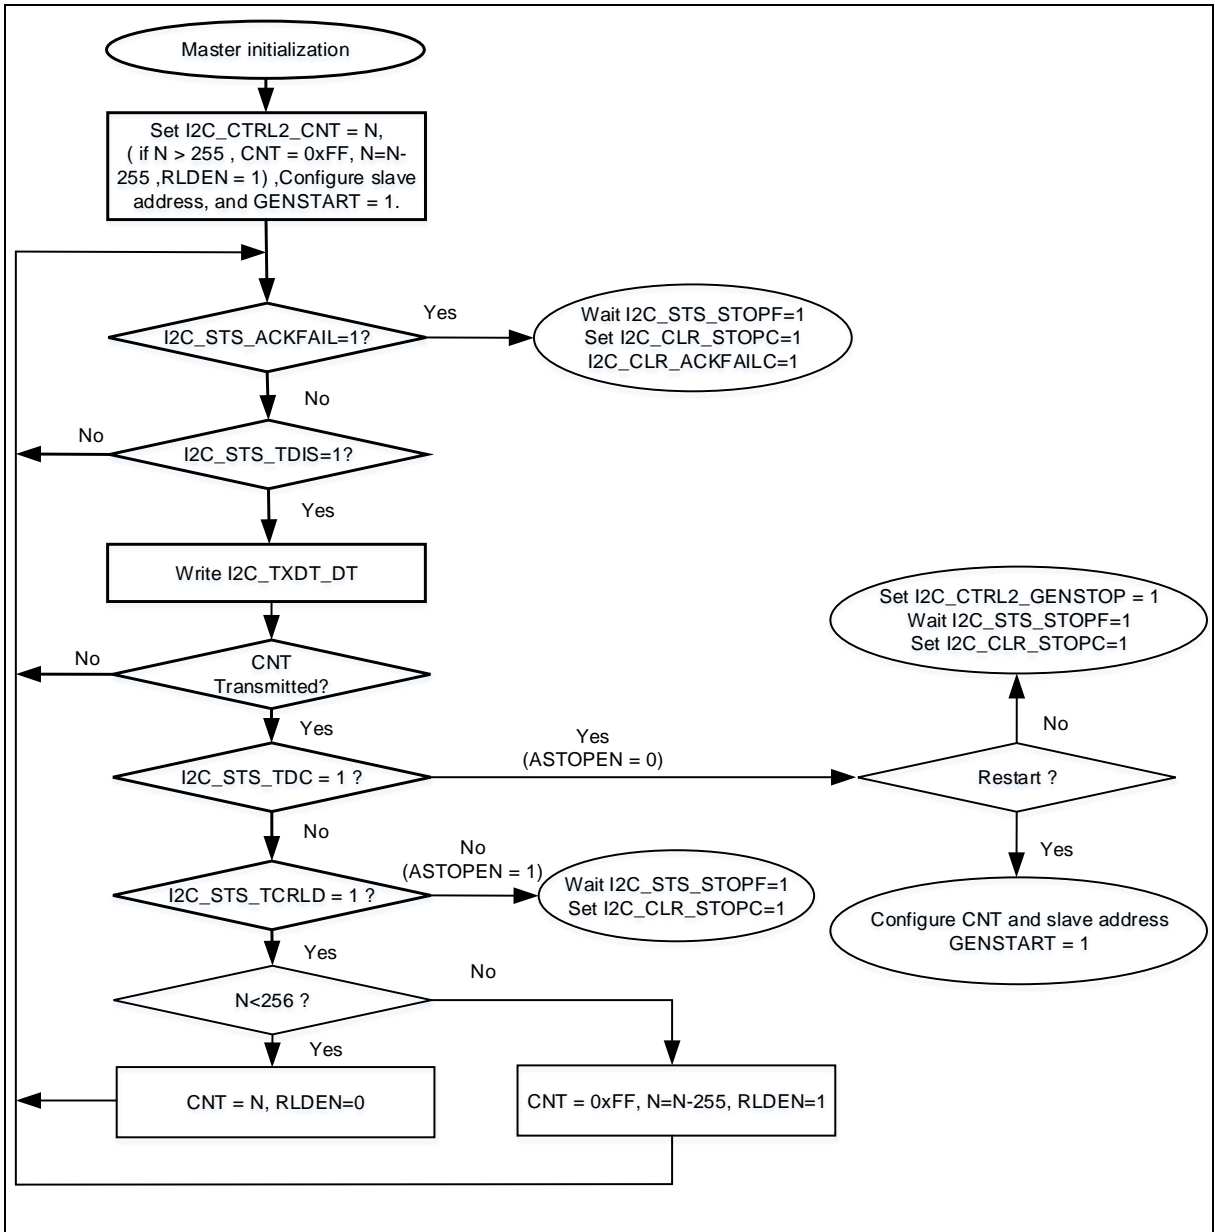 Master initialization
Set I2C_CTRL2_CNT = N,
( if N > 255 , CNT = 0xFF, N=N-
255 ,RLDEN = 1) ,Configure slave
address, and GENSTART = 1.
I2C_STS_ACKFAIL=1?
Yes
Wait I2C_STS_STOPF=1
Set I2C_CLR_STOPC=1
I2C_CLR_ACKFAILC=1
No
I2C_STS_TDIS=1?
No
Yes
Write I2C_TXDT_DT
CNT
Transmitted?
No
Yes
I2C_STS_TDC = 1 ?
Yes
(ASTOPEN = 0)
Restart ?
No
Set I2C_CTRL2_GENSTOP = 1
Wait I2C_STS_STOPF=1
Set I2C_CLR_STOPC=1
Yes
Configure CNT and slave address
GENSTART = 1
No
I2C_STS_TCRLD = 1 ?
No
(ASTOPEN = 1)
Wait I2C_STS_STOPF=1
Set I2C_CLR_STOPC=1
Yes
N<256 ?
No
Yes
CNT = N, RLDEN=0
CNT = 0xFF, N=N-255, RLDEN=1